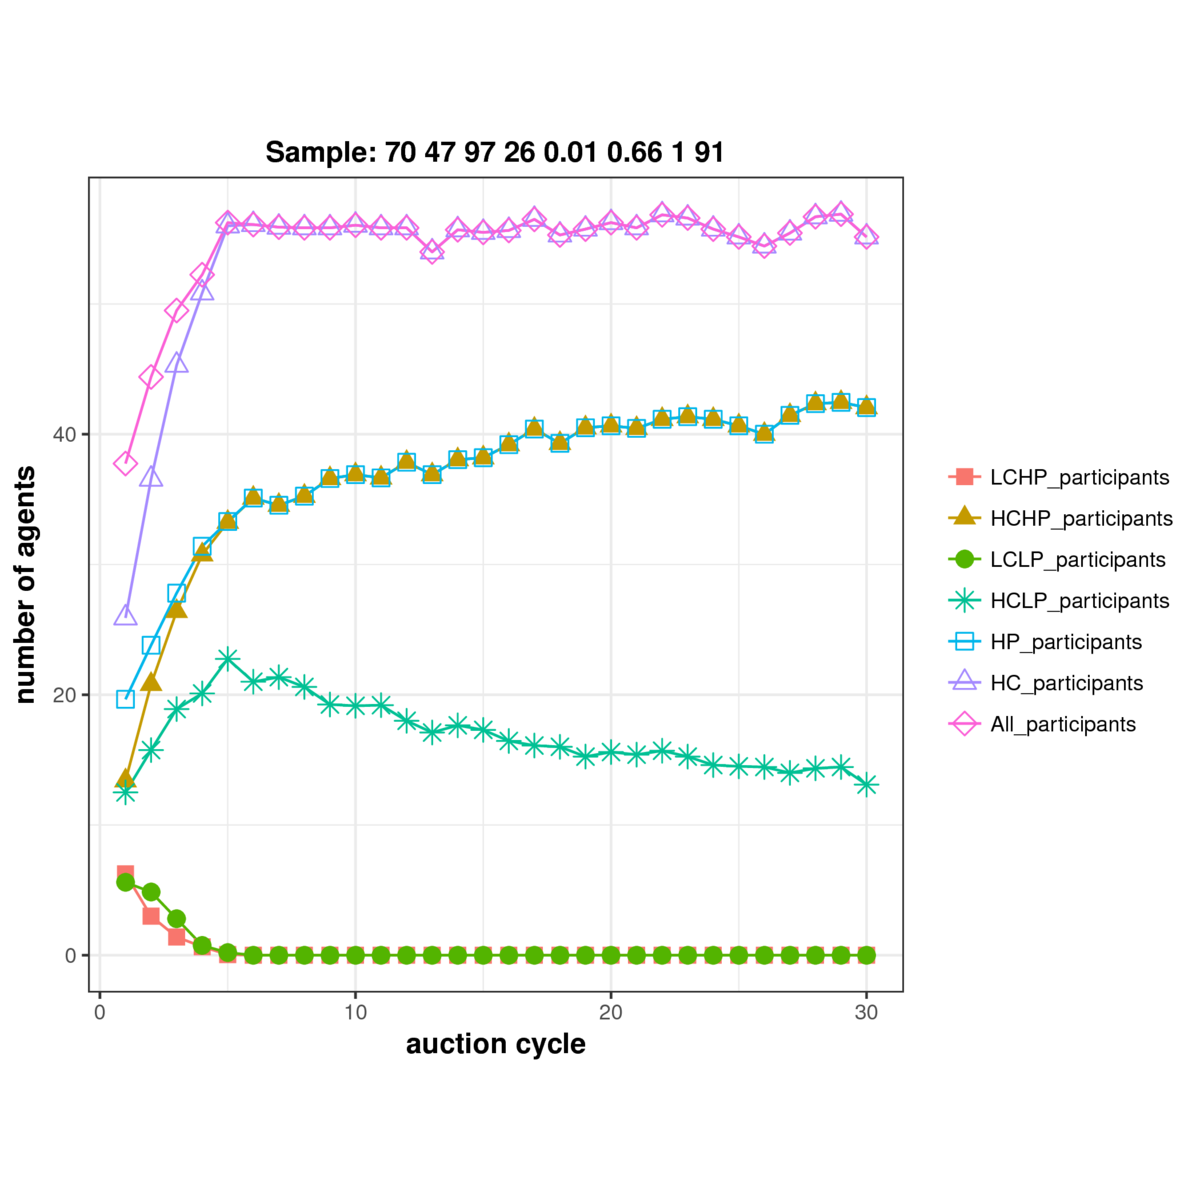 Sample: 70 47 97 26 0.01 0.66 1 91
number of agents
40
20
0
0 10 20 30
auction cycle
LCHP_participants
HCHP_participants
LCLP_participants
HCLP_participants
HP_participants
HC_participants
All_participants